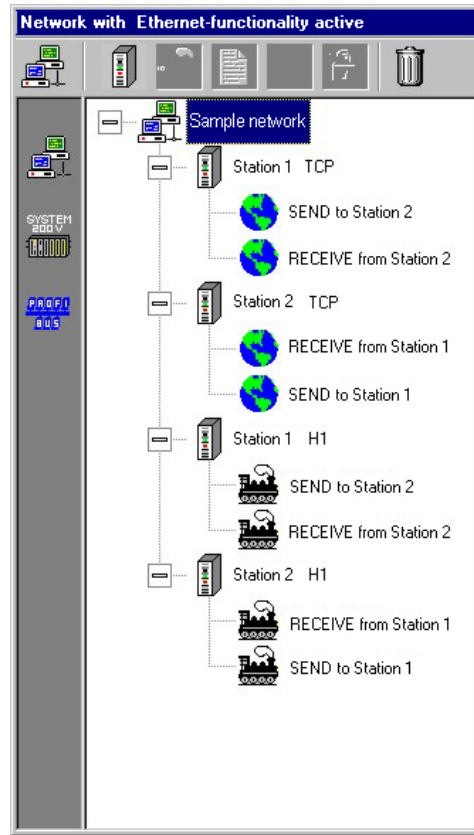 Network with Ethernet-functionality active
Sample network
Station 1 TCP
SEND to Station 2
SYSTEM
200V
RECEIVE from Station 2
PROFI
BUS
Station 2 TCP
RECEIVE from Station 1
SEND to Station 1
Station 1 H1
SEND to Station 2
RECEIVE from Station 2
Station 2 H1
RECEIVE from Station 1
SEND to Station 1